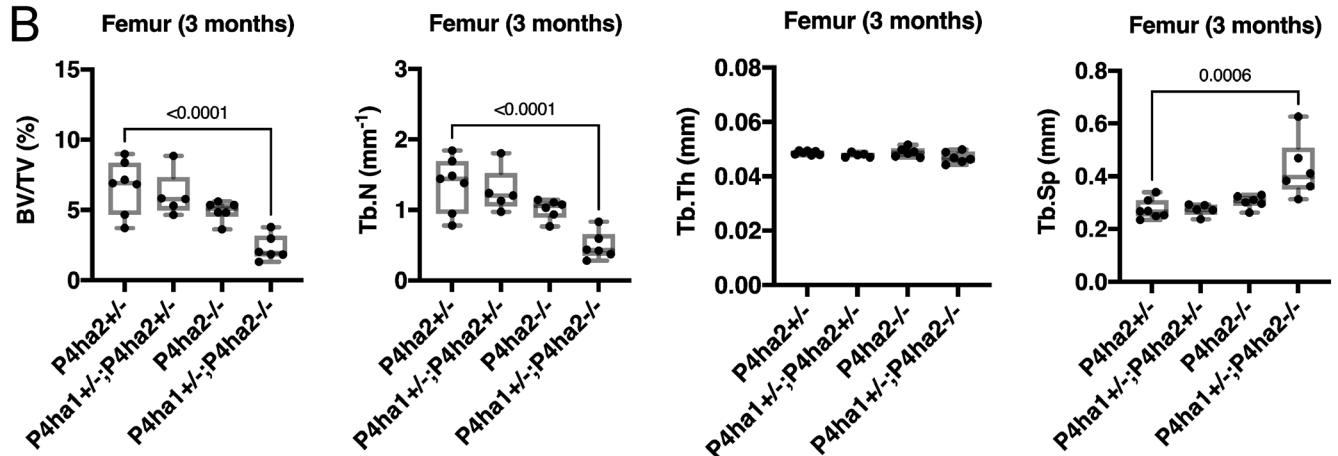 B
Femur (3 months)
BV/TV (%)
15
10
5
0
<0.0001
P4ha2+/-
P4ha1+/-;P4ha2+/-
P4ha2-/-
P4ha1+/-;P4ha2-/-
Femur (3 months)
Tb.N (mm-1)
3
2
1
0
<0.0001
P4ha2+/-
P4ha1+/-;P4ha2+/-
P4ha2-/-
P4ha1+/-;P4ha2-/-
Femur (3 months)
Tb.Th (mm)
0.08
0.06
0.04
0.02
0.00
P4ha2+/-
P4ha1+/-;P4ha2+/-
P4ha2-/-
P4ha1+/-;P4ha2-/-
Femur (3 months)
Tb.Sp (mm)
0.8
0.6
0.4
0.2
0.0
0.0006
P4ha2+/-
P4ha1+/-;P4ha2+/-
P4ha2-/-
P4ha1+/-;P4ha2-/-